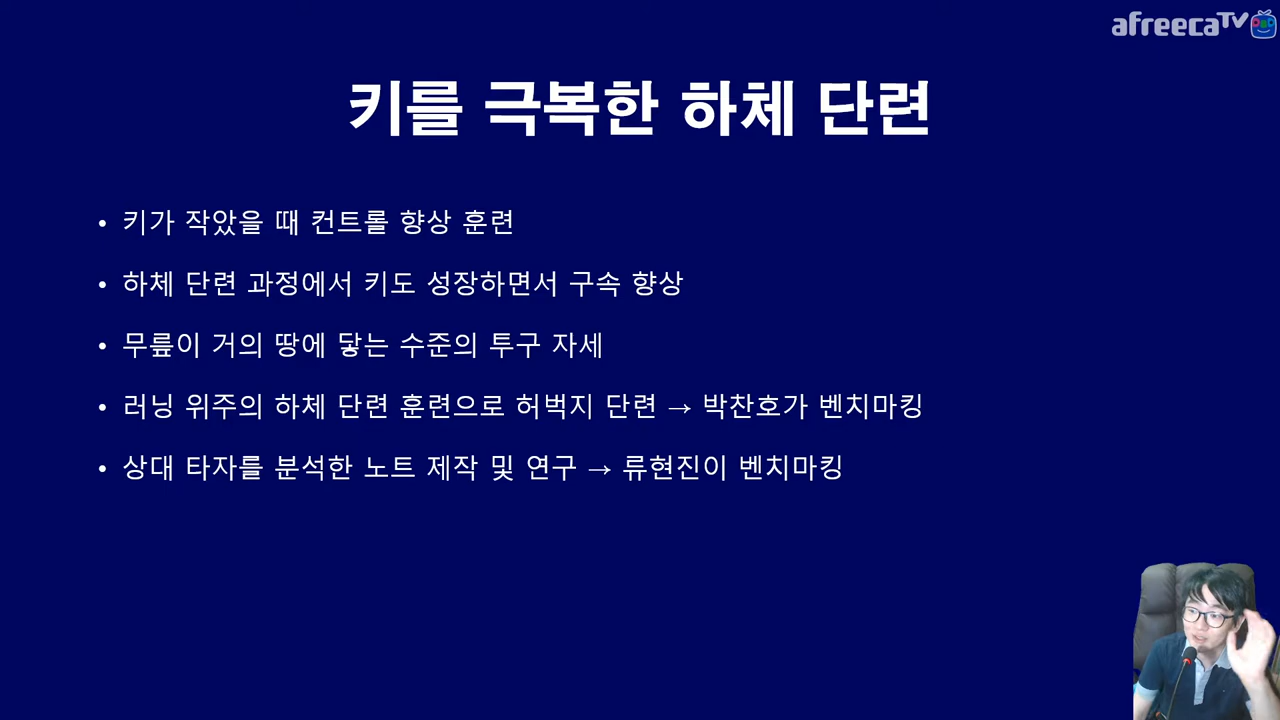 afreecaTV
키를 극복한 하체 단련
• 키가 작았을 때 컨트롤 향상 훈련
• 하체 단련 과정에서 키도 성장하면서 구속 향상
• 무릎이 거의 땅에 닿는 수준의 투구 자세
• 러닝 위주의 하체 단련 훈련으로 허벅지 단련 → 박찬호가 벤치마킹
• 상대 타자를 분석한 노트 제작 및 연구 → 류현진이 벤치마킹